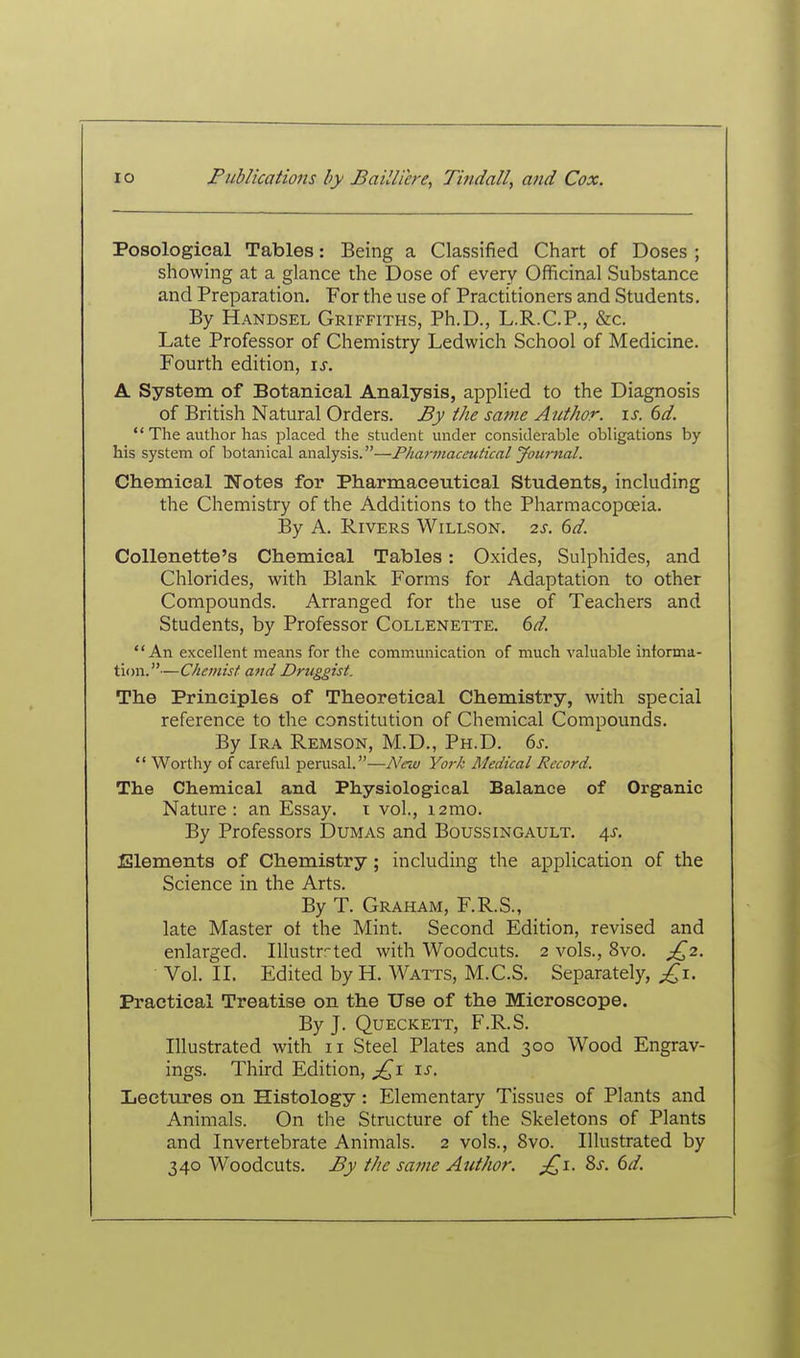 10 Publications by Baillière, Tindall, and Cox.
Posological Tables: Being a Classified Chart of Doses;
showing at a glance the Dose of every Officinal Substance
and Preparation. For the use of Practitioners and Students.
By Handsel Griffiths, Ph.D., L.R.C.P., &c.
Late Professor of Chemistry Ledwich School of Medicine.
Fourth edition, 1s.
A System of Botanical Analysis, applied to the Diagnosis
of British Natural Orders. By the same Author. 1s. 6d.
“The author has placed the student under considerable obligations by
his system of botanical analysis.”—Pharmaceutical Journal.
Chemical Notes for Pharmaceutical Students, including
the Chemistry of the Additions to the Pharmacopœia.
By A. Rivers Willson. 2s. 6d.
Collenette’s Chemical Tables: Oxides, Sulphides, and
Chlorides, with Blank Forms for Adaptation to other
Compounds. Arranged for the use of Teachers and
Students, by Professor Collenette. 6d.
“An excellent means for the communication of much valuable informa-
tion.”—Chemist and Druggist.
The Principles of Theoretical Chemistry, with special
reference to the constitution of Chemical Compounds.
By Ira Remson, M.D., Ph.D. 6s.
“Worthy of careful perusal.”—New York Medical Record.
The Chemical and Physiological Balance of Organic
Nature: an Essay. 1 vol., 12mo.
By Professors Dumas and Boussingault. 4s.
Elements of Chemistry; including the application of the
Science in the Arts.
By T. Graham, F.R.S.,
late Master of the Mint. Second Edition, revised and
enlarged. Illustrated with Woodcuts. 2 vols., 8vo. £2.
Vol. II. Edited by H. Watts, M.C.S. Separately, £1.
Practical Treatise on the Use of the Microscope.
By J. Queckett, F.R.S.
Illustrated with 11 Steel Plates and 300 Wood Engrav-
ings. Third Edition, £1 1s.
Lectures on Histology: Elementary Tissues of Plants and
Animals. On the Structure of the Skeletons of Plants
and Invertebrate Animals. 2 vols., 8vo. Illustrated by
340 Woodcuts. By the same Author. £1. 8s. 6d.